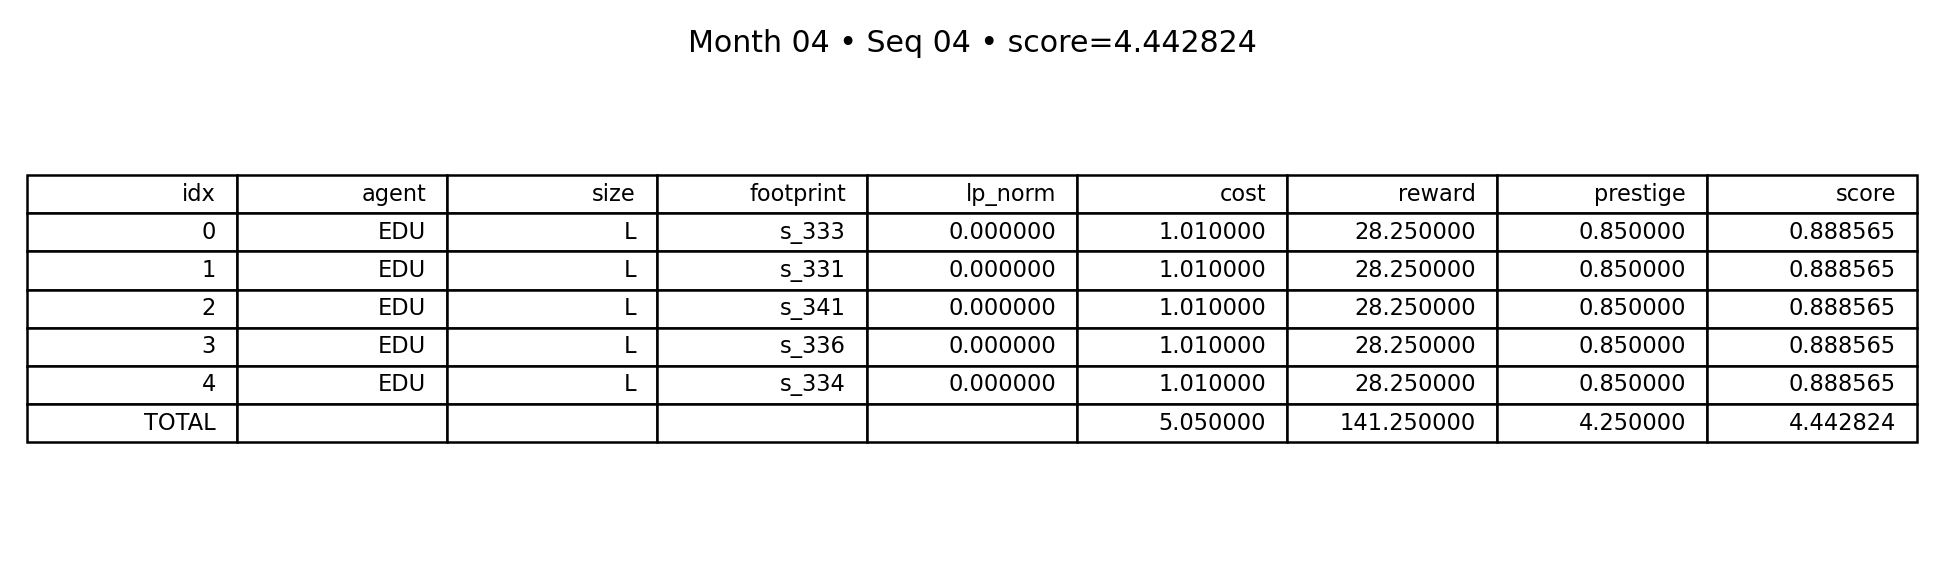 Month 04 • Seq 04 • score=4.442824
idx agent size footprint lp_norm cost reward prestige score
0 EDU L s_333 0.000000 1.010000 28.250000 0.850000 0.888565
1 EDU L s_331 0.000000 1.010000 28.250000 0.850000 0.888565
2 EDU L s_341 0.000000 1.010000 28.250000 0.850000 0.888565
3 EDU L s_336 0.000000 1.010000 28.250000 0.850000 0.888565
4 EDU L s_334 0.000000 1.010000 28.250000 0.850000 0.888565
TOTAL 5.050000 141.250000 4.250000 4.442824